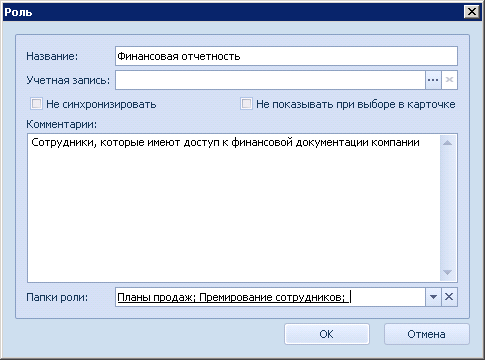 Роль
Название: Финансовая отчетность
Учетная запись:
Не синхронизировать Не показывать при выборе в карточке
Комментарии:
Сотрудники, которые имеют доступ к финансовой документации компании
Папки роли: Планы продаж; Премирование сотрудников;
OK Отмена